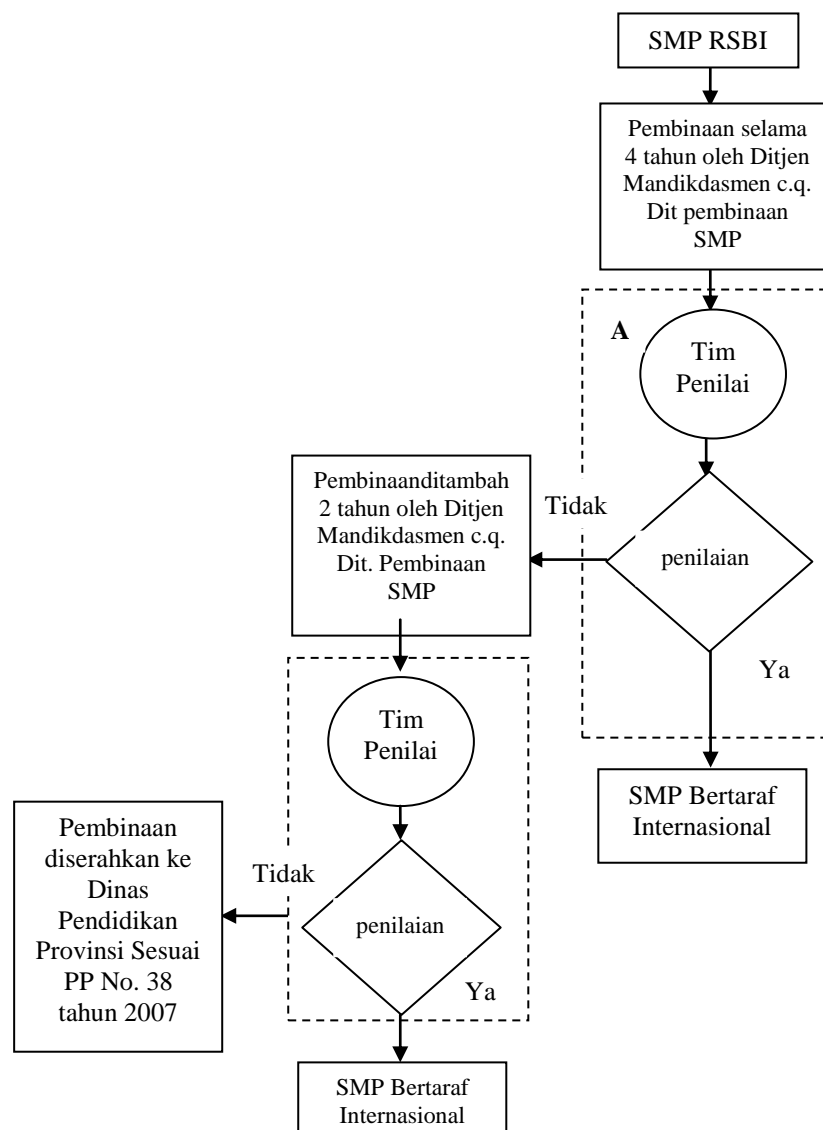 SMP RSBI
Pembinaan selama
4 tahun oleh Ditjen
Mandikdasmen c.q.
Dit pembinaan
SMP
A
Tim
Penilai
penilaian
Tidak
Ya
Pembinaanditambah
2 tahun oleh Ditjen
Mandikdasmen c.q.
Dit. Pembinaan
SMP
SMP Bertaraf
Internasional
Tim
Penilai
penilaian
Tidak
Ya
Pembinaan
diserahkan ke
Dinas
Pendidikan
Provinsi Sesuai
PP No. 38
tahun 2007
SMP Bertaraf
Internasional